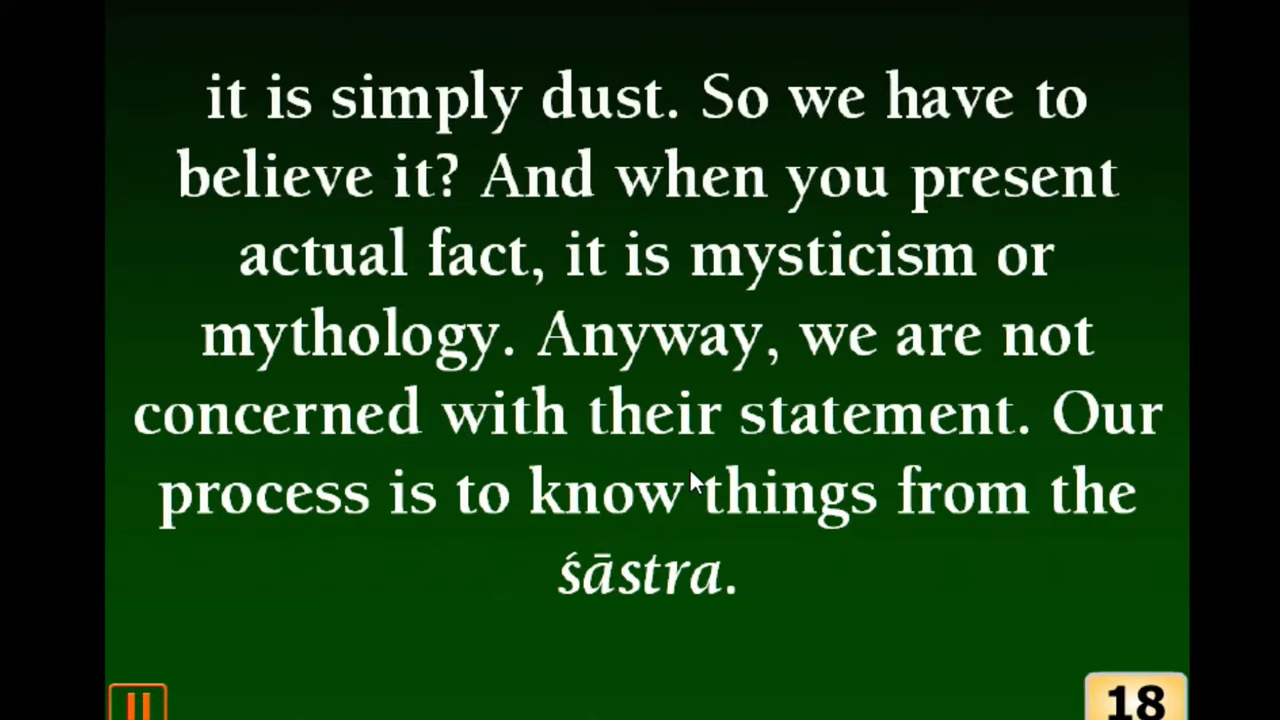 it is simply dust. So we have to
believe it? And when you present
actual fact, it is mysticism or
mythology. Anyway, we are not
concerned with their statement. Our
process is to know things from the
śāstra.
18